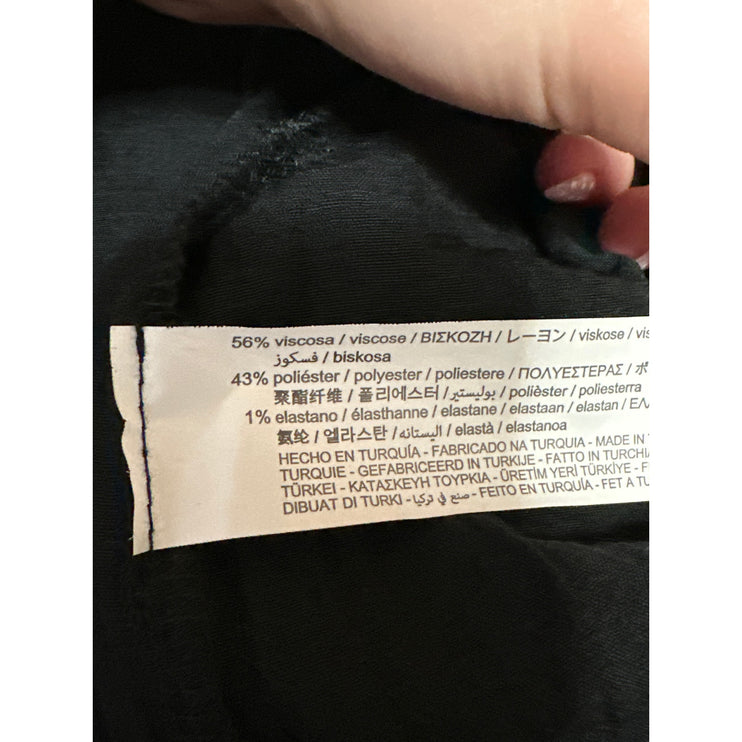 56% viscosa / viscose / ΒΙΣΚΟΖΗ / レーヨン / viskose /
فسكوز / biskosa
43% poliéster / polyester / poliestere / ΠΟΛΥΕΣΤΕΡΑΣ /
聚酯纤维 / 폴리에스터 / بوليستير / polièster / poliesterra
1% elastano / élasthanne / elastane / elastaan / elastan /
氨纶 / 엘라스탄 / اليستانه / elastà / elastanoa
HECHO EN TURQUÍA - FABRICADO NA TURQUIA - MADE IN
TURQUIE - GEFABRICEERD IN TURKIJE - FATTO IN TURCHIA
TÜRKEI - ΚΑΤΑΣΚΕΥΗ ΤΟΥΡΚΙΑ - ÜRETİM YERİ TÜRKİYE -
DIBUAT DI TURKI - صنع في تركيا - FEITO EN TURQUÍA - FET A